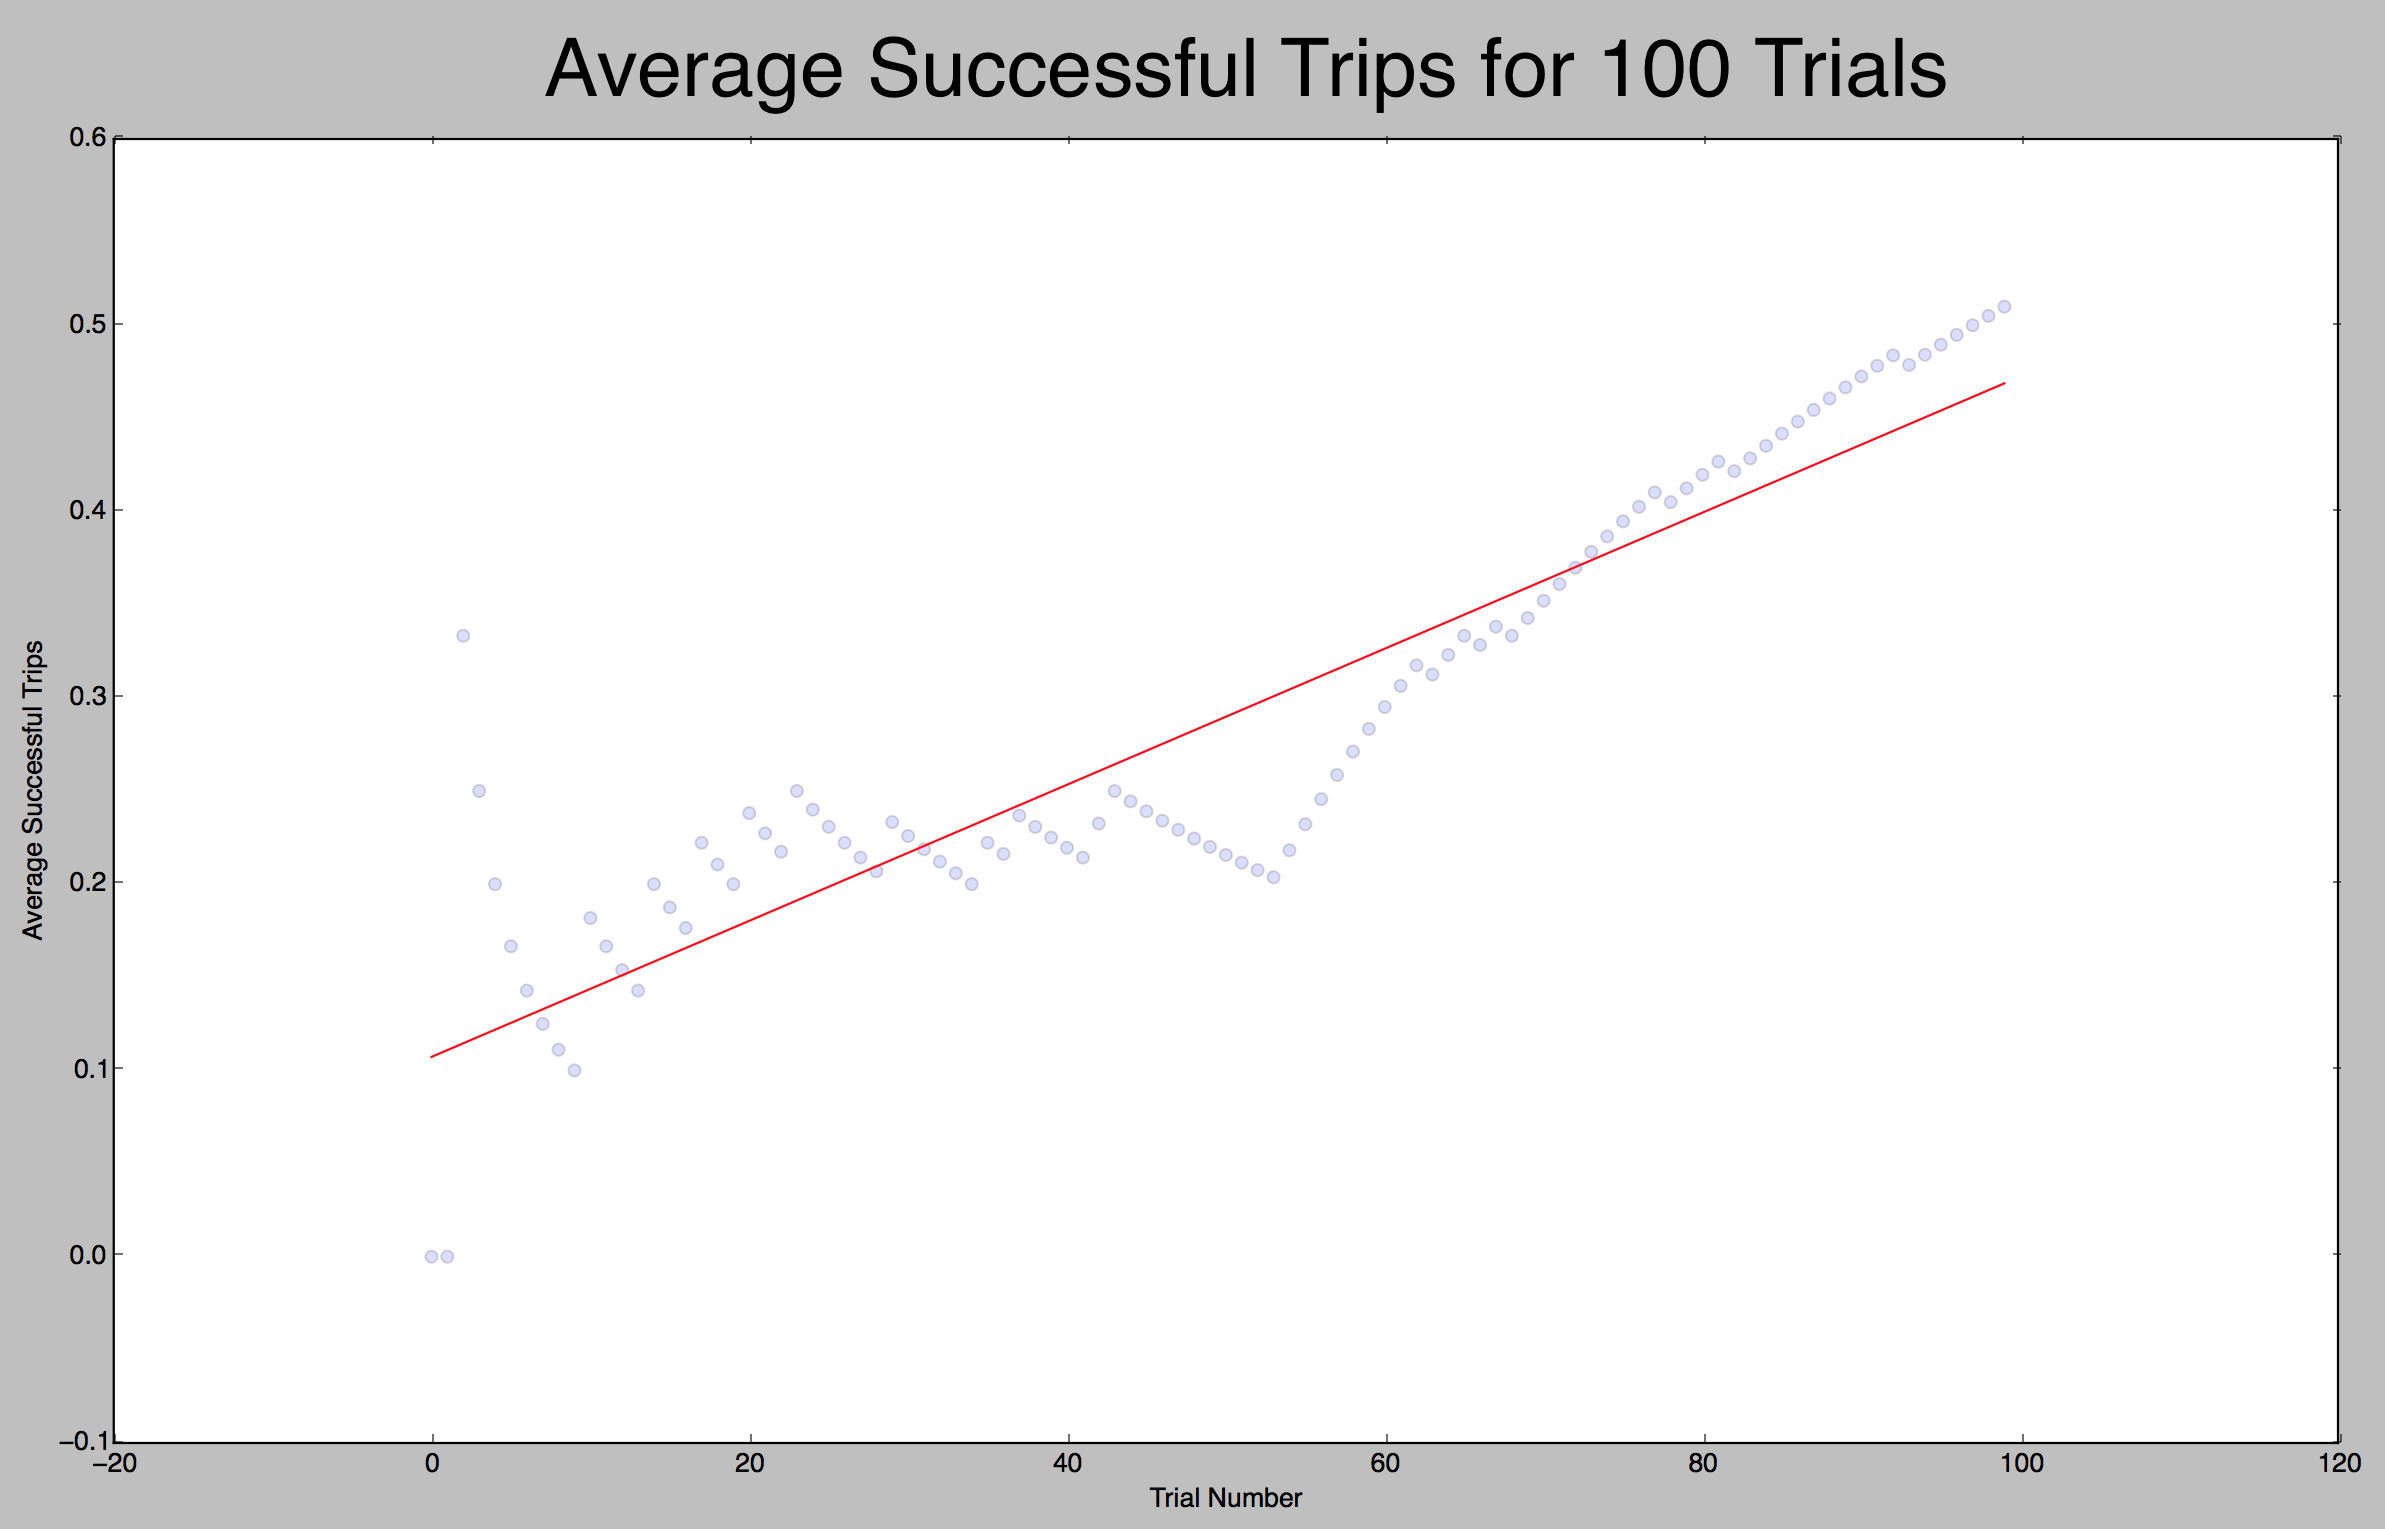 Average Successful Trips for 100 Trials
0.6
0.5
0.4
0.3
0.2
0.1
0.0
−0.1
Average Successful Trips
−20 0 20 40 60 80 100 120
Trial Number